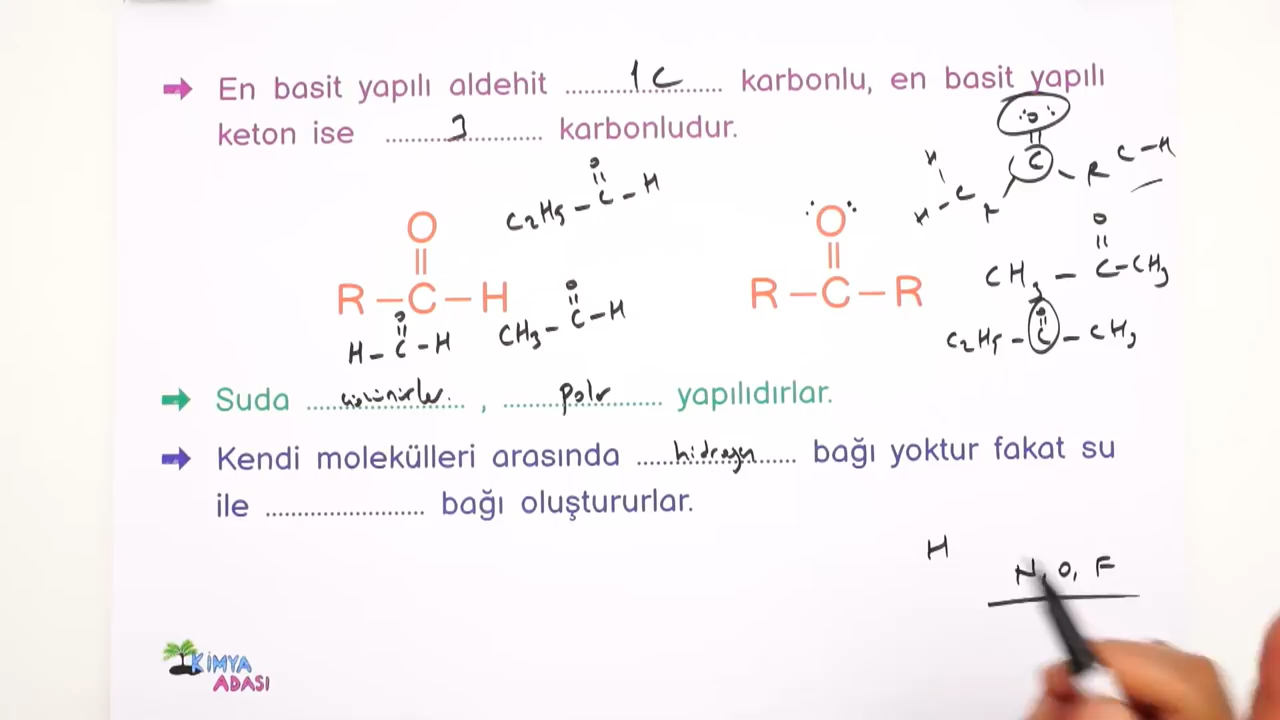 En basit yapılı aldehit ......1C...... karbonlu, en basit yapılı
keton ise ......3...... karbonludur.
O
||
C2H5 – C – H
O
||
R – C – H
O
||
H – C – H
O
||
CH3 – C – H
:O:
||
R – C – R
:O:
||
H – C R – C – R C – H
H
O
||
CH3 – C – CH3
O
||
C2H5 – C – CH3
Suda ......çözünürler......, ......polar...... yapılıdırlar.
Kendi molekülleri arasında ......hidrojen...... bağı yoktur fakat su
ile ........................ bağı oluştururlar.
H N, O, F
KİMYA
ADASI